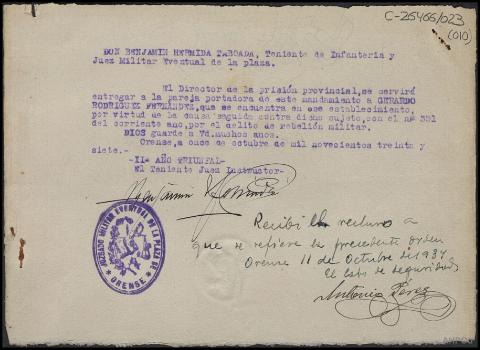 C-25466/023
(010)
DON BENJAMIN HERMIDA TABOADA, Teniente de Infanteria y
Juez Militar Eventual de la plaza.
El Director de la prisión provincial, se servirá
entregar a la pareja portadora de este mandamiento a GERARDO
RODRIGUEZ FERNANDEZ, que se encuentra en ese establecimiento,
por virtud de la causa seguida contra dicho sujeto, con el nº 391
del corriente año, por el delito de rebelión militar.
DIOS guarde a Vd. muchos años.
Orense, a once de octubre de mil novecientos treinta y
siete.-
-II- AÑO TRIUNFAL-
El Teniente Juez Instructor-
Benjamin Hermida
JUZGADO MILITAR EVENTUAL DE LA PLAZA DE
ORENSE
Recibí el recluso a
que se refiere la precedente orden
Orense 11 de Octubre de 1937
El Cabo de Seguridad
Antonio Pérez